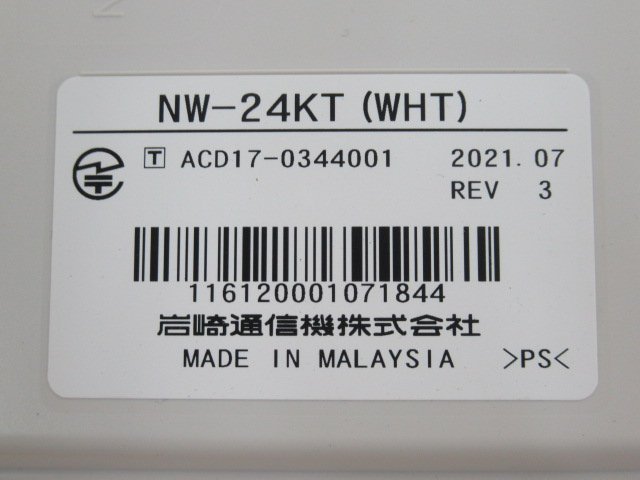 NW-24KT (WHT)
T ACD17-0344001 2021.07
REV 3
116120001071844
岩崎通信機株式会社
MADE IN MALAYSIA >PS<